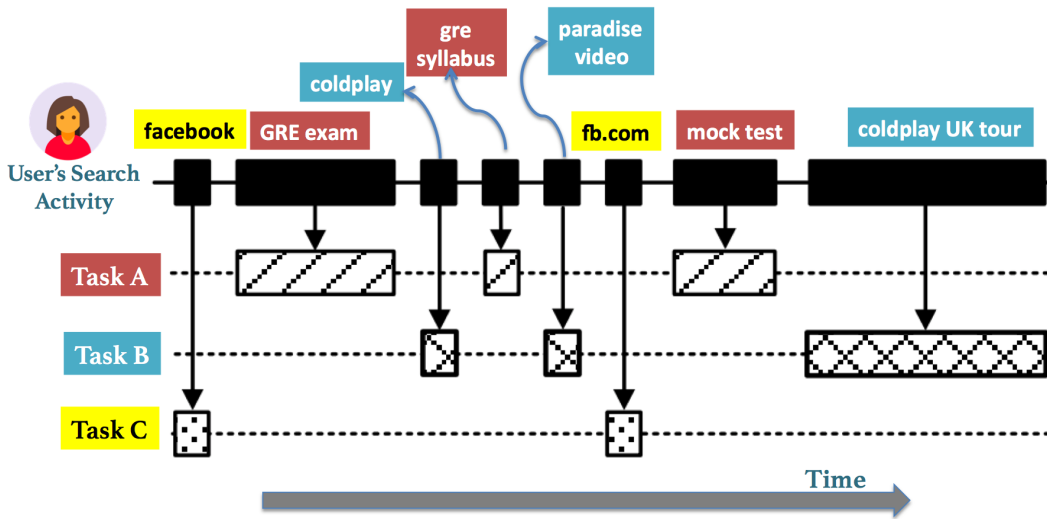 gre
syllabus
paradise
video
coldplay
facebook
GRE exam
fb.com
mock test
coldplay UK tour
User's Search
Activity
Task A
Task B
Task C
Time